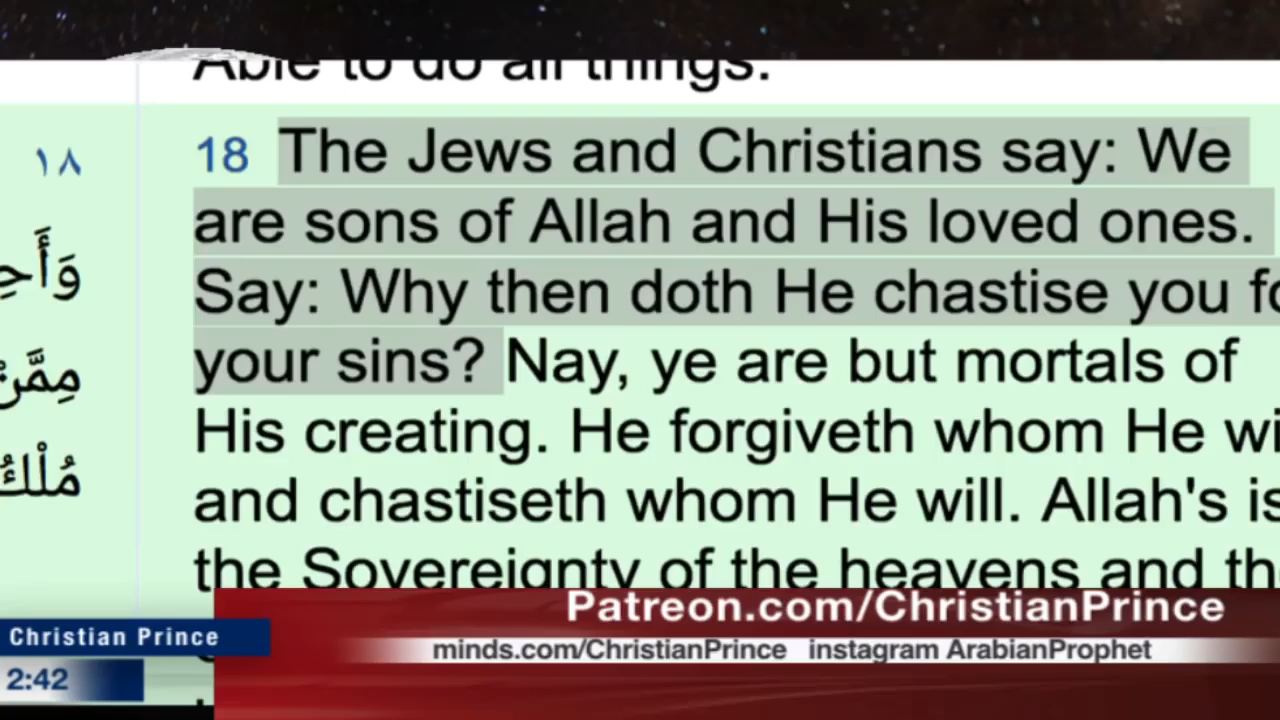 Able to do all things.
١٨
18 The Jews and Christians say: We
are sons of Allah and His loved ones.
Say: Why then doth He chastise you
your sins? Nay, ye are but mortals of
His creating. He forgiveth whom He
and chastiseth whom He will. Allah's is
the Sovereignty of the heavens and
مُلْكُ
Patreon.com/ChristianPrince
Christian Prince
minds.com/ChristianPrince instagram ArabianProphet
2:42